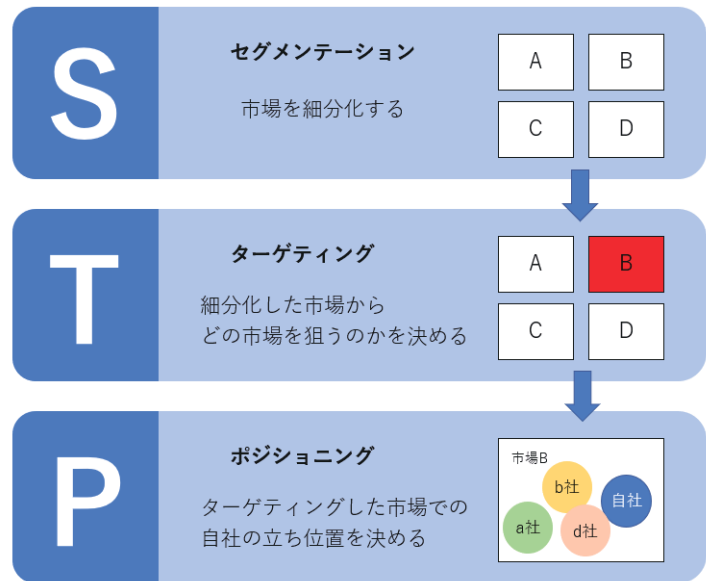 S
セグメンテーション
市場を細分化する
A
B
C
D
T
ターゲティング
細分化した市場から
どの市場を狙うのかを決める
A
B
C
D
P
ポジショニング
ターゲティングした市場での
自社の立ち位置を決める
市場B
b社
自社
a社
d社